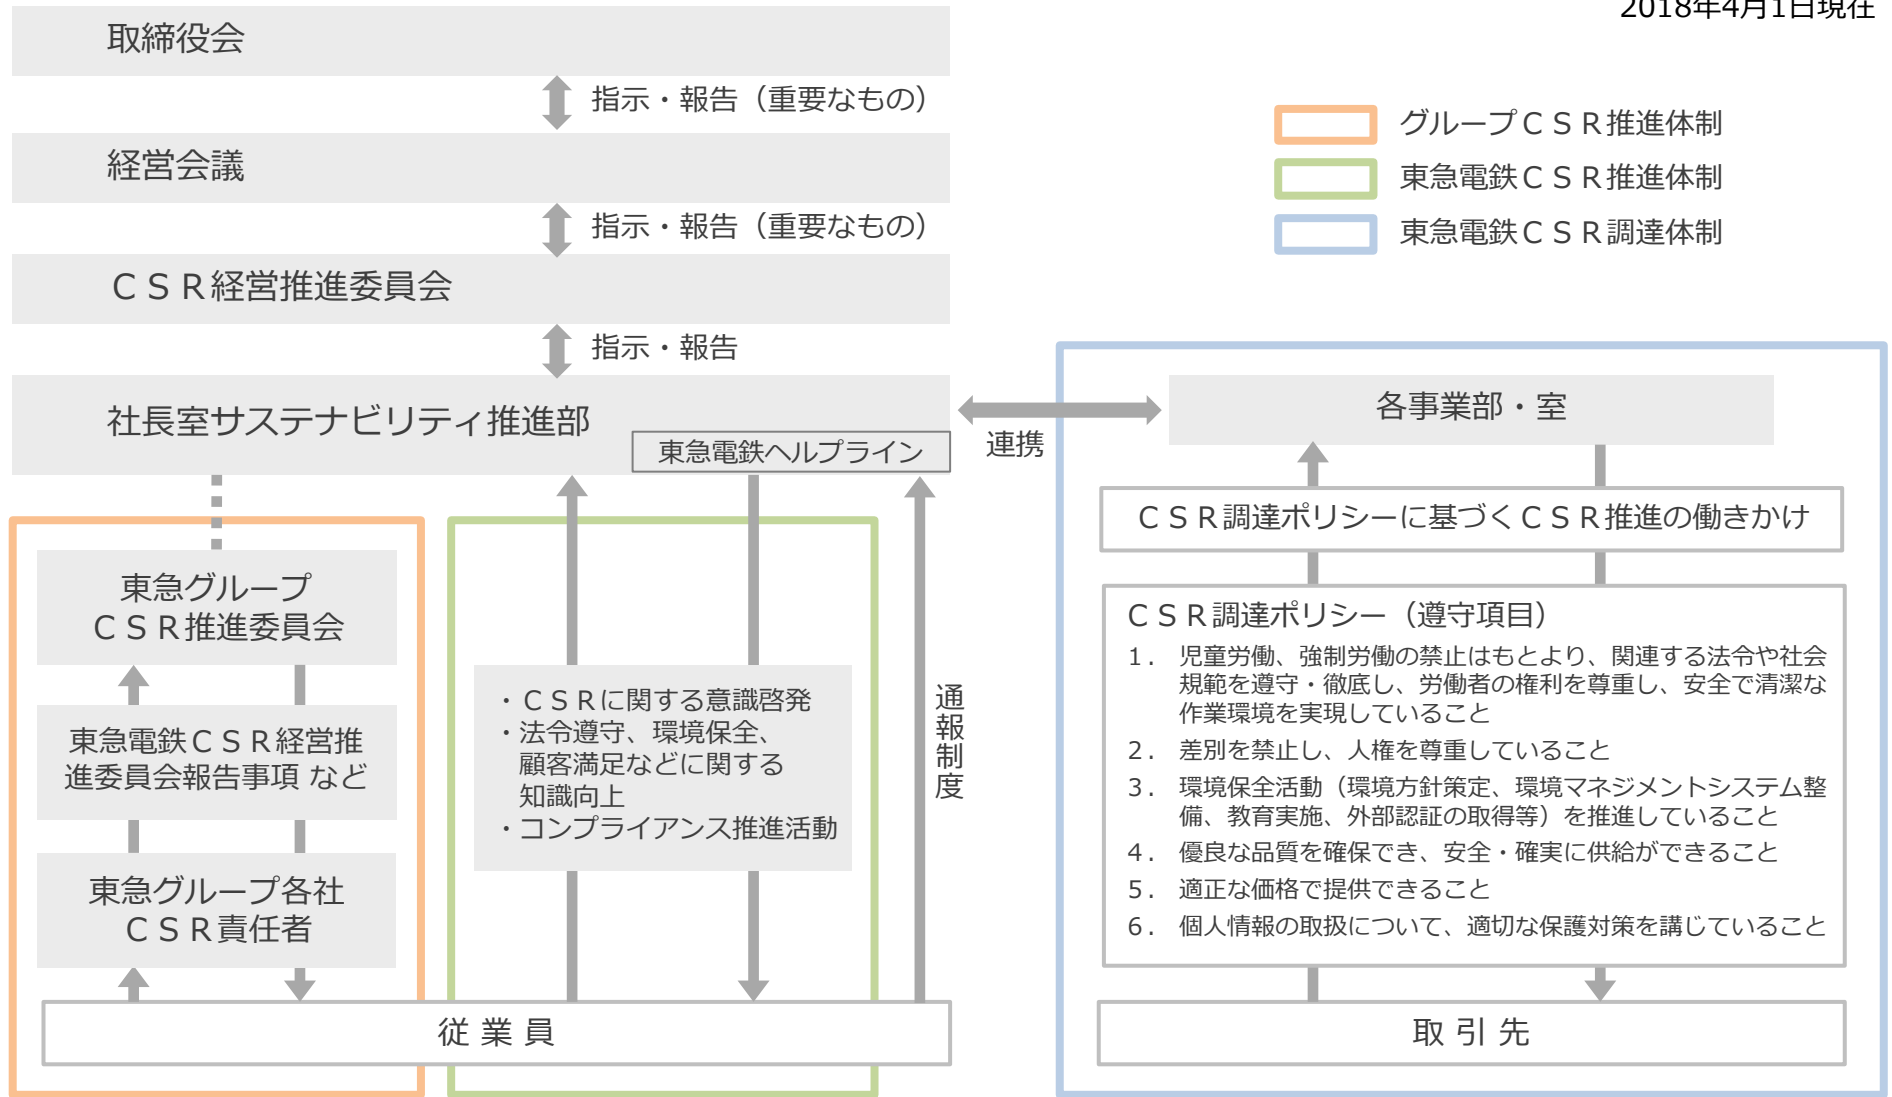 2018年4月1日現在
取締役会
指示・報告（重要なもの）
経営会議
指示・報告（重要なもの）
ＣＳＲ経営推進委員会
指示・報告
社長室サステナビリティ推進部
東急電鉄ヘルプライン
連携
グループＣＳＲ推進体制
東急電鉄ＣＳＲ推進体制
東急電鉄ＣＳＲ調達体制
東急グループ
ＣＳＲ推進委員会
東急電鉄ＣＳＲ経営推
進委員会報告事項 など
東急グループ各社
ＣＳＲ責任者
・ＣＳＲに関する意識啓発
・法令遵守、環境保全、
顧客満足などに関する
知識向上
・コンプライアンス推進活動
通報制度
従業員
各事業部・室
ＣＳＲ調達ポリシーに基づくＣＳＲ推進の働きかけ
ＣＳＲ調達ポリシー（遵守項目）
1． 児童労働、強制労働の禁止はもとより、関連する法令や社会
規範を遵守・徹底し、労働者の権利を尊重し、安全で清潔な
作業環境を実現していること
2． 差別を禁止し、人権を尊重していること
3． 環境保全活動（環境方針策定、環境マネジメントシステム整
備、教育実施、外部認証の取得等）を推進していること
4． 優良な品質を確保でき、安全・確実に供給ができること
5． 適正な価格で提供できること
6． 個人情報の取扱について、適切な保護対策を講じていること
取引先